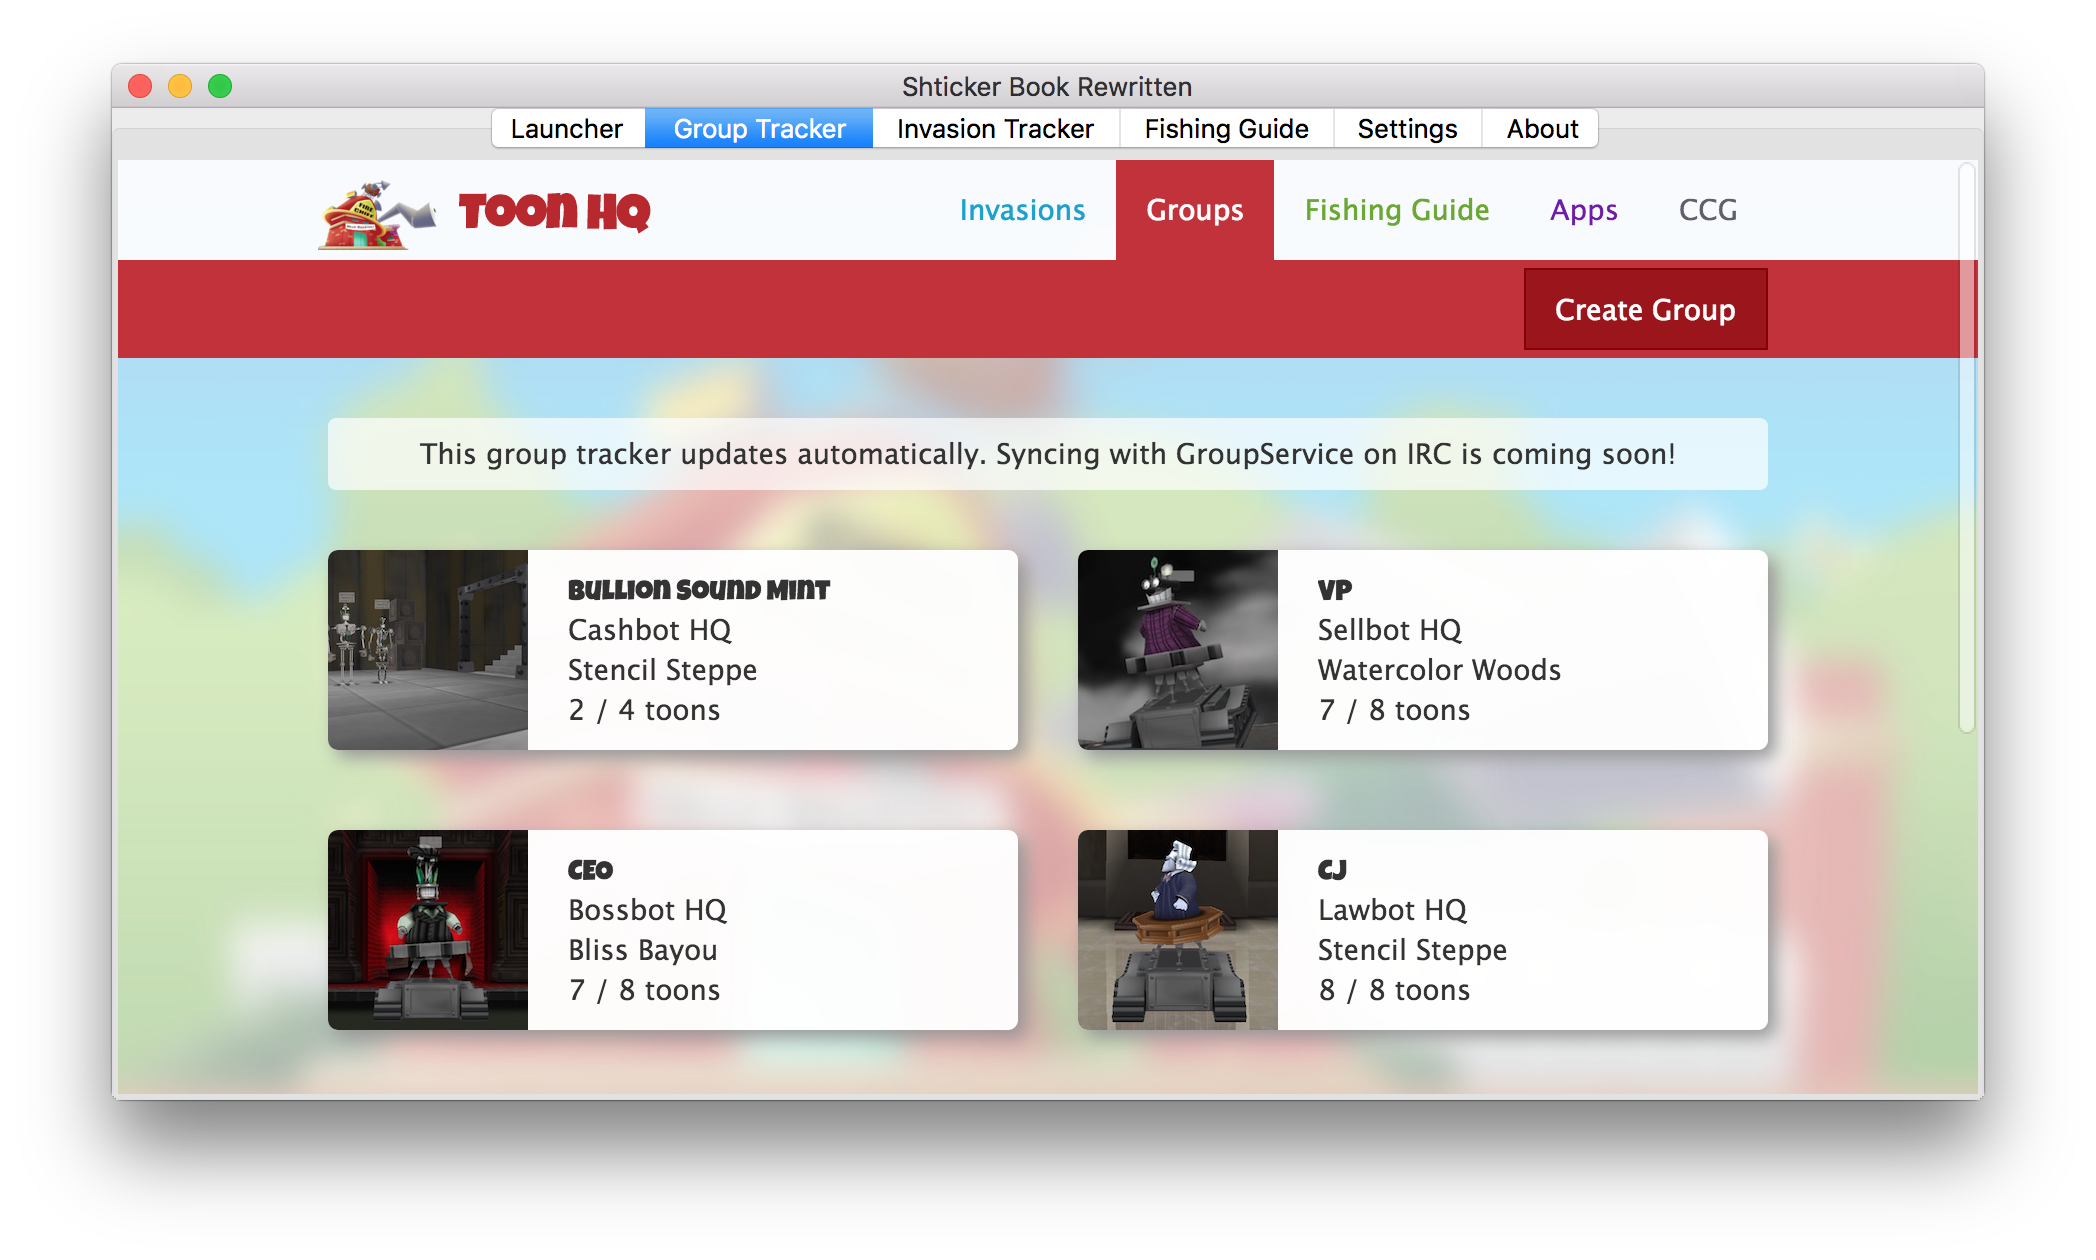 Shticker Book Rewritten
Launcher
Group Tracker
Invasion Tracker
Fishing Guide
Settings
About
TOON HQ
Invasions
Groups
Fishing Guide
Apps
CCG
Create Group
This group tracker updates automatically. Syncing with GroupService on IRC is coming soon!
Bullion Sound Mint
Cashbot HQ
Stencil Steppe
2 / 4 toons
VP
Sellbot HQ
Watercolor Woods
7 / 8 toons
CEO
Bossbot HQ
Bliss Bayou
7 / 8 toons
CJ
Lawbot HQ
Stencil Steppe
8 / 8 toons